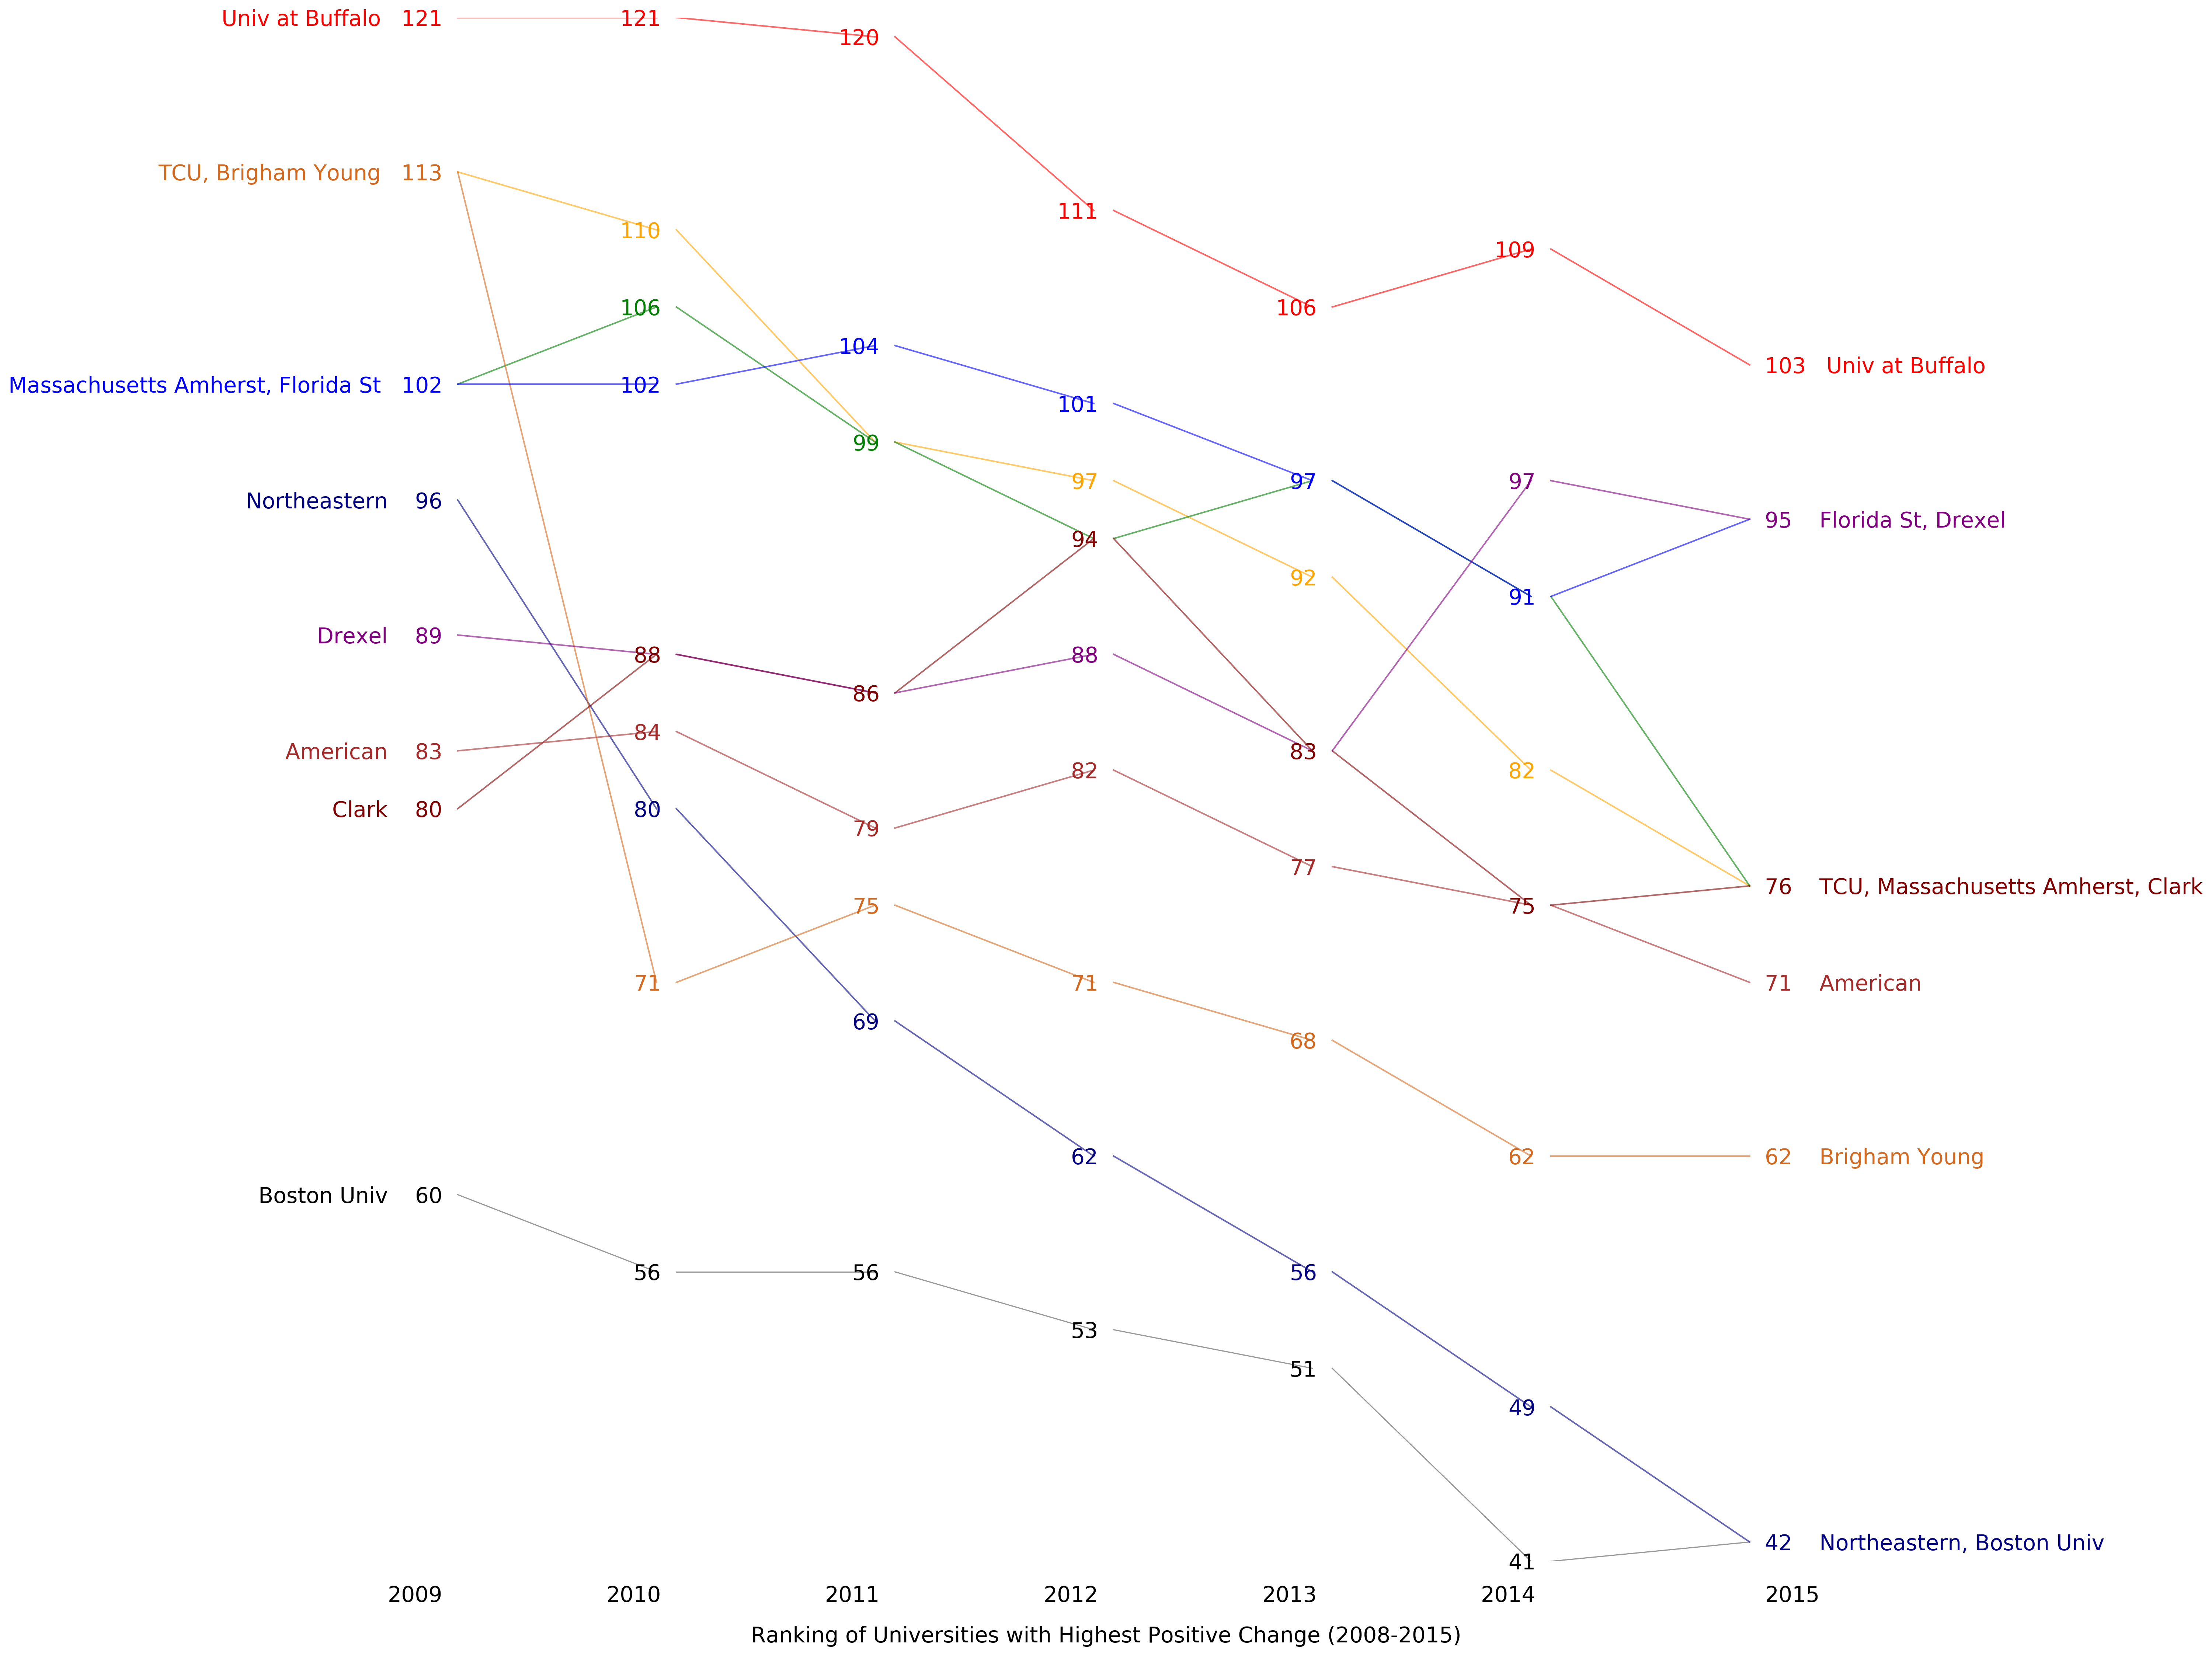 Univ at Buffalo 121 121
120
TCU, Brigham Young 113
111
110
109
106 106
104
103 Univ at Buffalo
Massachusetts Amherst, Florida St 102 102
101
99
97 97 97
Northeastern 96
95 Florida St, Drexel
94
92
91
Drexel 89
88 88
86
American 83 83
84
82 82
Clark 80 80
79
77
76 TCU, Massachusetts Amherst, Clark
75 75
71 71 71 American
69
68
62 62 62 Brigham Young
Boston Univ 60
56 56 56
53
51
49
42 Northeastern, Boston Univ
41
2009 2010 2011 2012 2013 2014 2015
Ranking of Universities with Highest Positive Change (2008-2015)